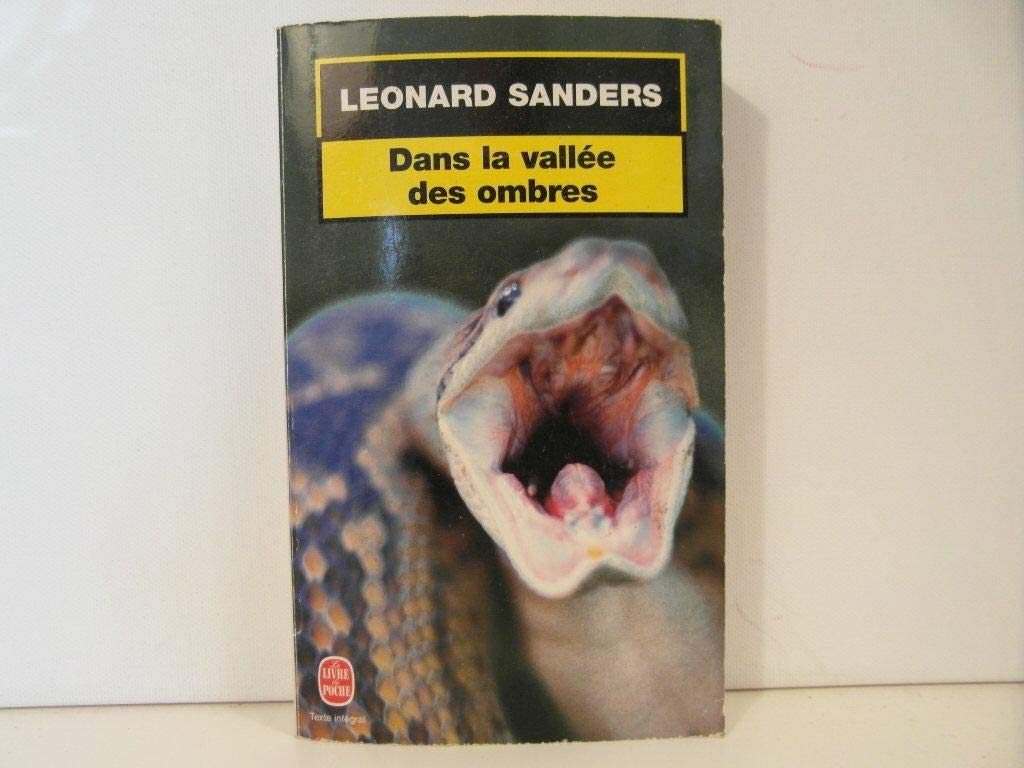 LEONARD SANDERS
Dans la vallée
des ombres
Le
LIVRE
de
POCHE
Texte intégral